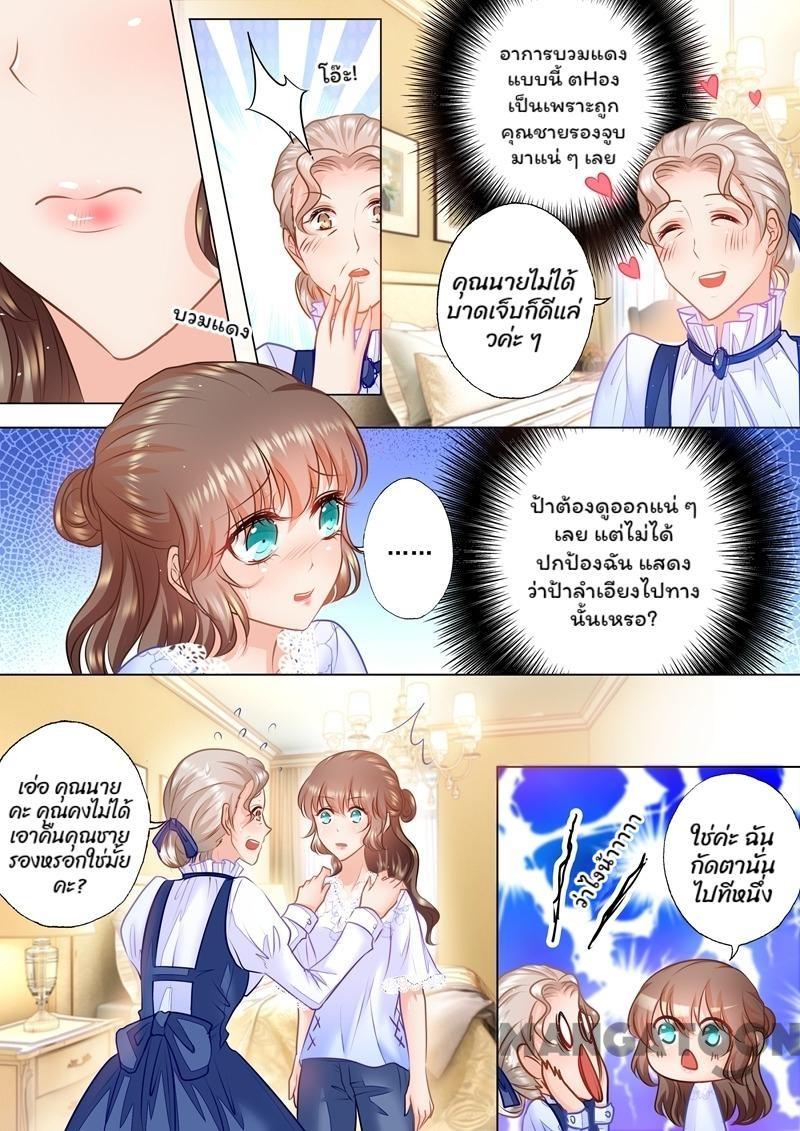 โอ๊ะ!
บวมแดง
อาการบวมแดง
แบบนี้ ตHอง
เป็นเพราะถูก
คุณชายรองจูบ
มาแน่ ๆ เลย
คุณนายไม่ได้
บาดเจ็บก็ดีแล่
วค่ะ ๆ
......
ป้าต้องดูออกแน่ ๆ
เลย แต่ไม่ได้
ปกป้องฉัน แสดง
ว่าป้าลำเอียงไปทาง
นั้นเหรอ?
เอ่อ คุณนาย
คะ คุณคงไม่ได้
เอาคืนคุณชาย
รองหรอกใช่มั้ย
คะ?
ว่าไงน้าาาาา
ใช่ค่ะ ฉัน
กัดตานั่น
ไปทีหนึ่ง
MANGATOON